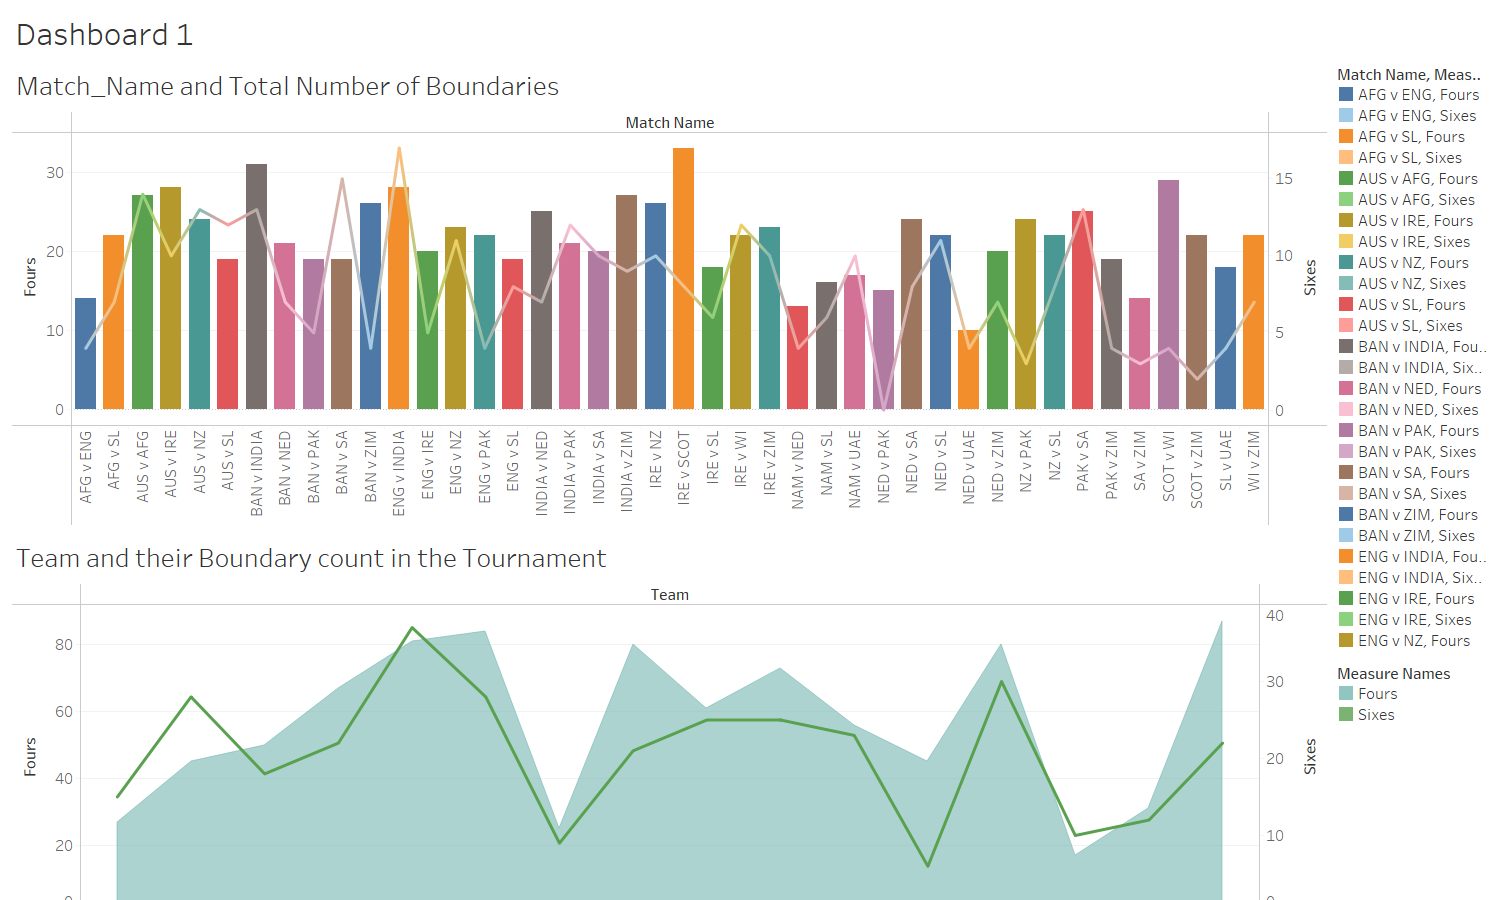 Dashboard 1
Match_Name and Total Number of Boundaries
Match Name
Fours
30
20
10
0
Sixes
15
10
5
0
AFG v ENG
AFG v SL
AUS v AFG
AUS v IRE
AUS v NZ
AUS v SL
BAN v INDIA
BAN v NED
BAN v PAK
BAN v SA
BAN v ZIM
ENG v INDIA
ENG v IRE
ENG v NZ
ENG v PAK
ENG v SL
INDIA v NED
INDIA v PAK
INDIA v SA
INDIA v ZIM
IRE v NZ
IRE v SCOT
IRE v SL
IRE v WI
IRE v ZIM
NAM v NED
NAM v SL
NAM v UAE
NED v PAK
NED v SA
NED v SL
NED v UAE
NED v ZIM
NZ v PAK
NZ v SL
PAK v SA
PAK v ZIM
SA v ZIM
SCOT v WI
SCOT v ZIM
SL v UAE
WI v ZIM
Team and their Boundary count in the Tournament
Team
Fours
80
60
40
20
Sixes
40
30
20
10
Match Name, Meas..
AFG v ENG, Fours
AFG v ENG, Sixes
AFG v SL, Fours
AFG v SL, Sixes
AUS v AFG, Fours
AUS v AFG, Sixes
AUS v IRE, Fours
AUS v IRE, Sixes
AUS v NZ, Fours
AUS v NZ, Sixes
AUS v SL, Fours
AUS v SL, Sixes
BAN v INDIA, Fou..
BAN v INDIA, Six..
BAN v NED, Fours
BAN v NED, Sixes
BAN v PAK, Fours
BAN v PAK, Sixes
BAN v SA, Fours
BAN v SA, Sixes
BAN v ZIM, Fours
BAN v ZIM, Sixes
ENG v INDIA, Fou..
ENG v INDIA, Six..
ENG v IRE, Fours
ENG v IRE, Sixes
ENG v NZ, Fours
Measure Names
Fours
Sixes